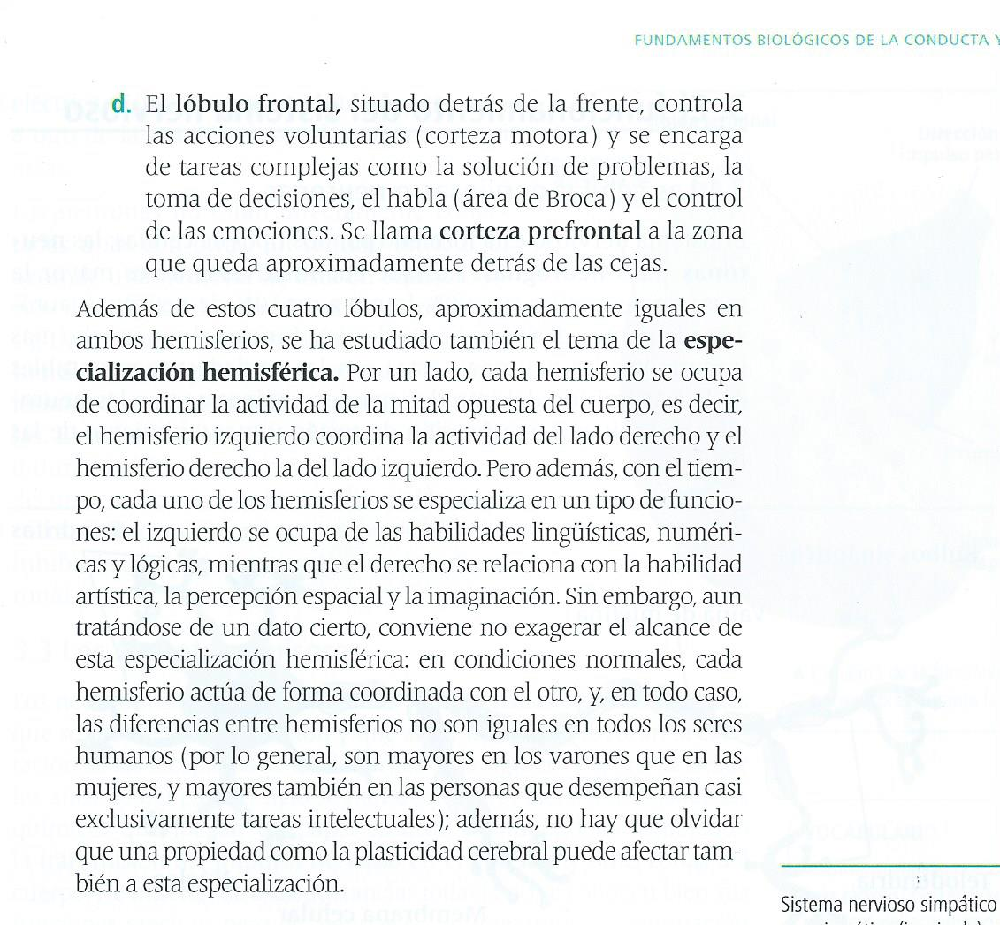 FUNDAMENTOS BIOLÓGICOS DE LA CONDUCTA Y
d. El lóbulo frontal, situado detrás de la frente, controla
las acciones voluntarias (corteza motora) y se encarga
de tareas complejas como la solución de problemas, la
toma de decisiones, el habla (área de Broca) y el control
de las emociones. Se llama corteza prefrontal a la zona
que queda aproximadamente detrás de las cejas.
Además de estos cuatro lóbulos, aproximadamente iguales en
ambos hemisferios, se ha estudiado también el tema de la espe-
cialización hemisférica. Por un lado, cada hemisferio se ocupa
de coordinar la actividad de la mitad opuesta del cuerpo, es decir,
el hemisferio izquierdo coordina la actividad del lado derecho y el
hemisferio derecho la del lado izquierdo. Pero además, con el tiem-
po, cada uno de los hemisferios se especializa en un tipo de funcio-
nes: el izquierdo se ocupa de las habilidades lingüísticas, numéri-
cas y lógicas, mientras que el derecho se relaciona con la habilidad
artística, la percepción espacial y la imaginación. Sin embargo, aun
tratándose de un dato cierto, conviene no exagerar el alcance de
esta especialización hemisférica: en condiciones normales, cada
hemisferio actúa de forma coordinada con el otro, y, en todo caso,
las diferencias entre hemisferios no son iguales en todos los seres
humanos (por lo general, son mayores en los varones que en las
mujeres, y mayores también en las personas que desempeñan casi
exclusivamente tareas intelectuales); además, no hay que olvidar
que una propiedad como la plasticidad cerebral puede afectar tam-
bién a esta especialización.
Sistema nervioso simpático